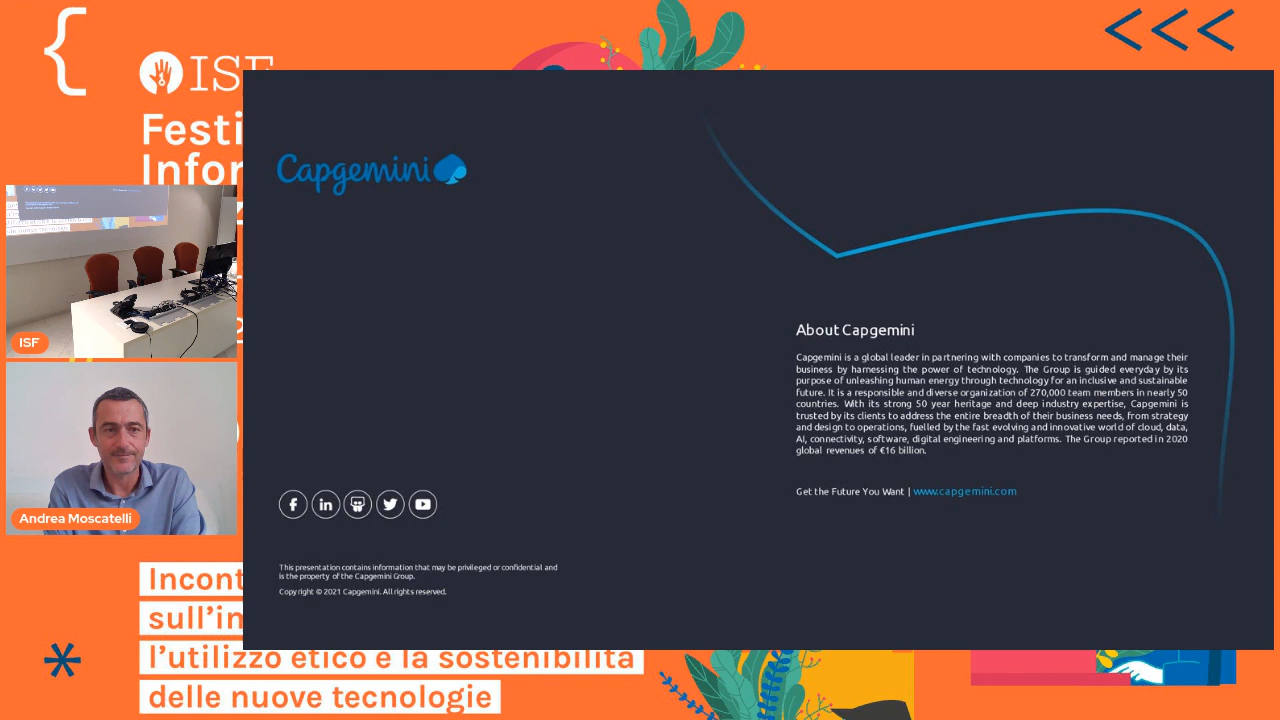 ISF
Festi
Infor
Capgemini
ISF
Andrea Moscatelli
About Capgemini
Capgemini is a global leader in partnering with companies to transform and manage their
business by harnessing the power of technology. The Group is guided everyday by its
purpose of unleashing human energy through technology for an inclusive and sustainable
future. It is a responsible and diverse organization of 270,000 team members in nearly 50
countries. With its strong 50 year heritage and deep industry expertise, Capgemini is
trusted by its clients to address the entire breadth of their business needs, from strategy
and design to operations, fuelled by the fast evolving and innovative world of cloud, data,
AI, connectivity, software, digital engineering and platforms. The Group reported in 2020
global revenues of €16 billion.
Get the Future You Want | www.capgemini.com
This presentation contains information that may be privileged or confidential and
is the property of the Capgemini Group.
Copyright © 2021 Capgemini. All rights reserved.
Incont
sull'in
l'utilizzo etico e la sostenibilità
delle nuove tecnologie